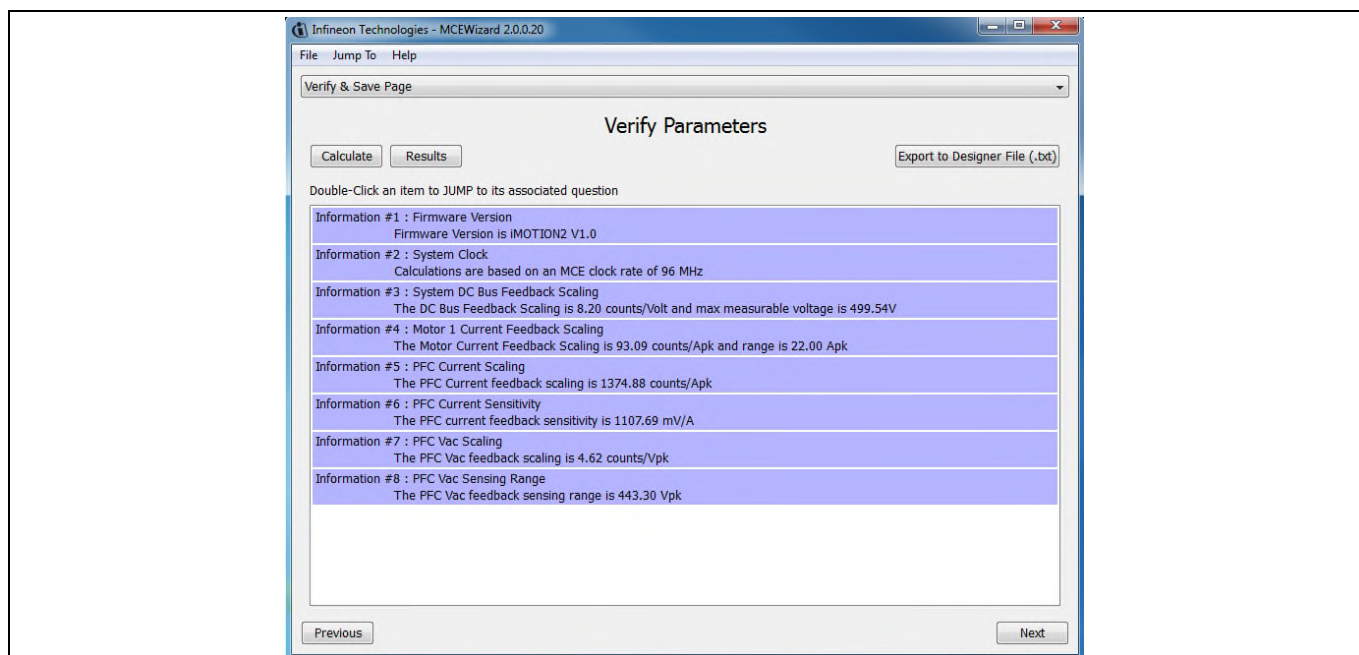 Infineon Technologies - MCEWizard 2.0.0.20
File Jump To Help
Verify & Save Page
Verify Parameters
Calculate Results Export to Designer File (.txt)
Double-Click an item to JUMP to its associated question
Information #1 : Firmware Version
Firmware Version is iMOTION2 V1.0
Information #2 : System Clock
Calculations are based on an MCE clock rate of 96 MHz
Information #3 : System DC Bus Feedback Scaling
The DC Bus Feedback Scaling is 8.20 counts/Volt and max measurable voltage is 499.54V
Information #4 : Motor 1 Current Feedback Scaling
The Motor Current Feedback Scaling is 93.09 counts/Apk and range is 22.00 Apk
Information #5 : PFC Current Scaling
The PFC Current feedback scaling is 1374.88 counts/Apk
Information #6 : PFC Current Sensitivity
The PFC current feedback sensitivity is 1107.69 mV/A
Information #7 : PFC Vac Scaling
The PFC Vac feedback scaling is 4.62 counts/Vpk
Information #8 : PFC Vac Sensing Range
The PFC Vac feedback sensing range is 443.30 Vpk
Previous Next